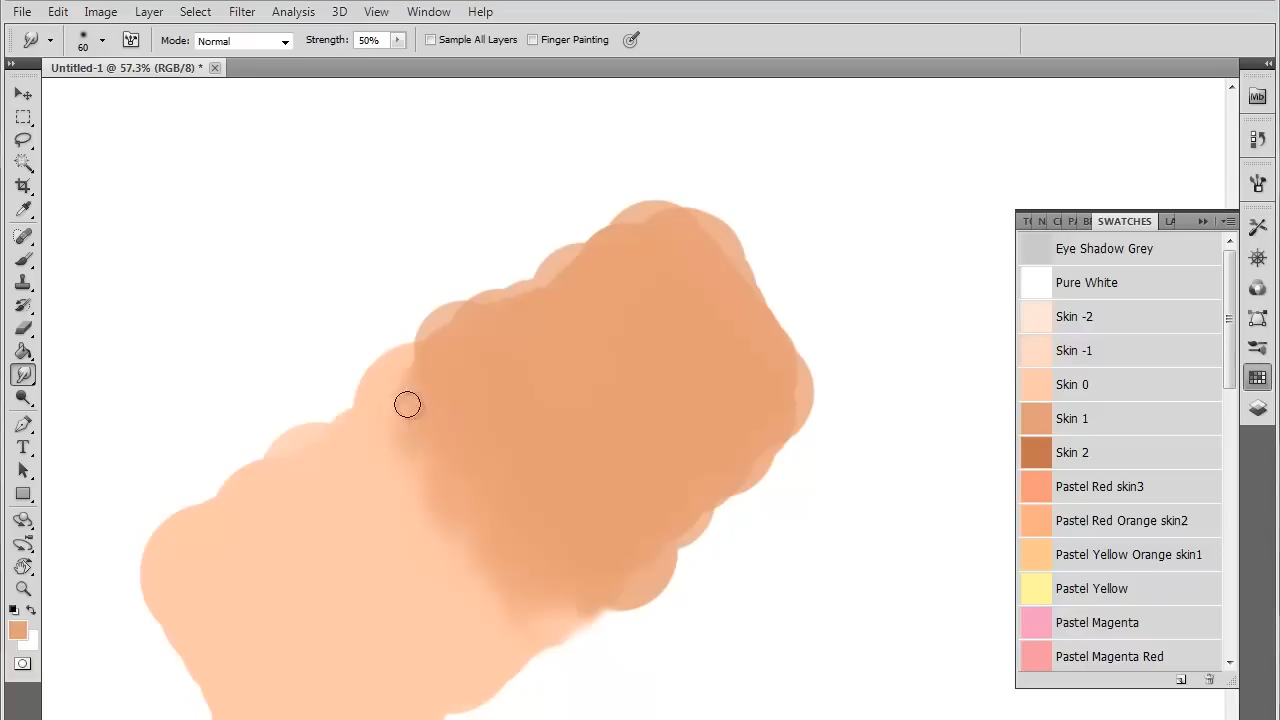 File Edit Image Layer Select Filter Analysis 3D View Window Help
60 Mode: Normal Strength: 50% Sample All Layers Finger Painting
Untitled-1 @ 57.3% (RGB/8) *
Mb
SWATCHES
Eye Shadow Grey
Pure White
Skin -2
Skin -1
Skin 0
Skin 1
Skin 2
Pastel Red skin3
Pastel Red Orange skin2
Pastel Yellow Orange skin1
Pastel Yellow
Pastel Magenta
Pastel Magenta Red